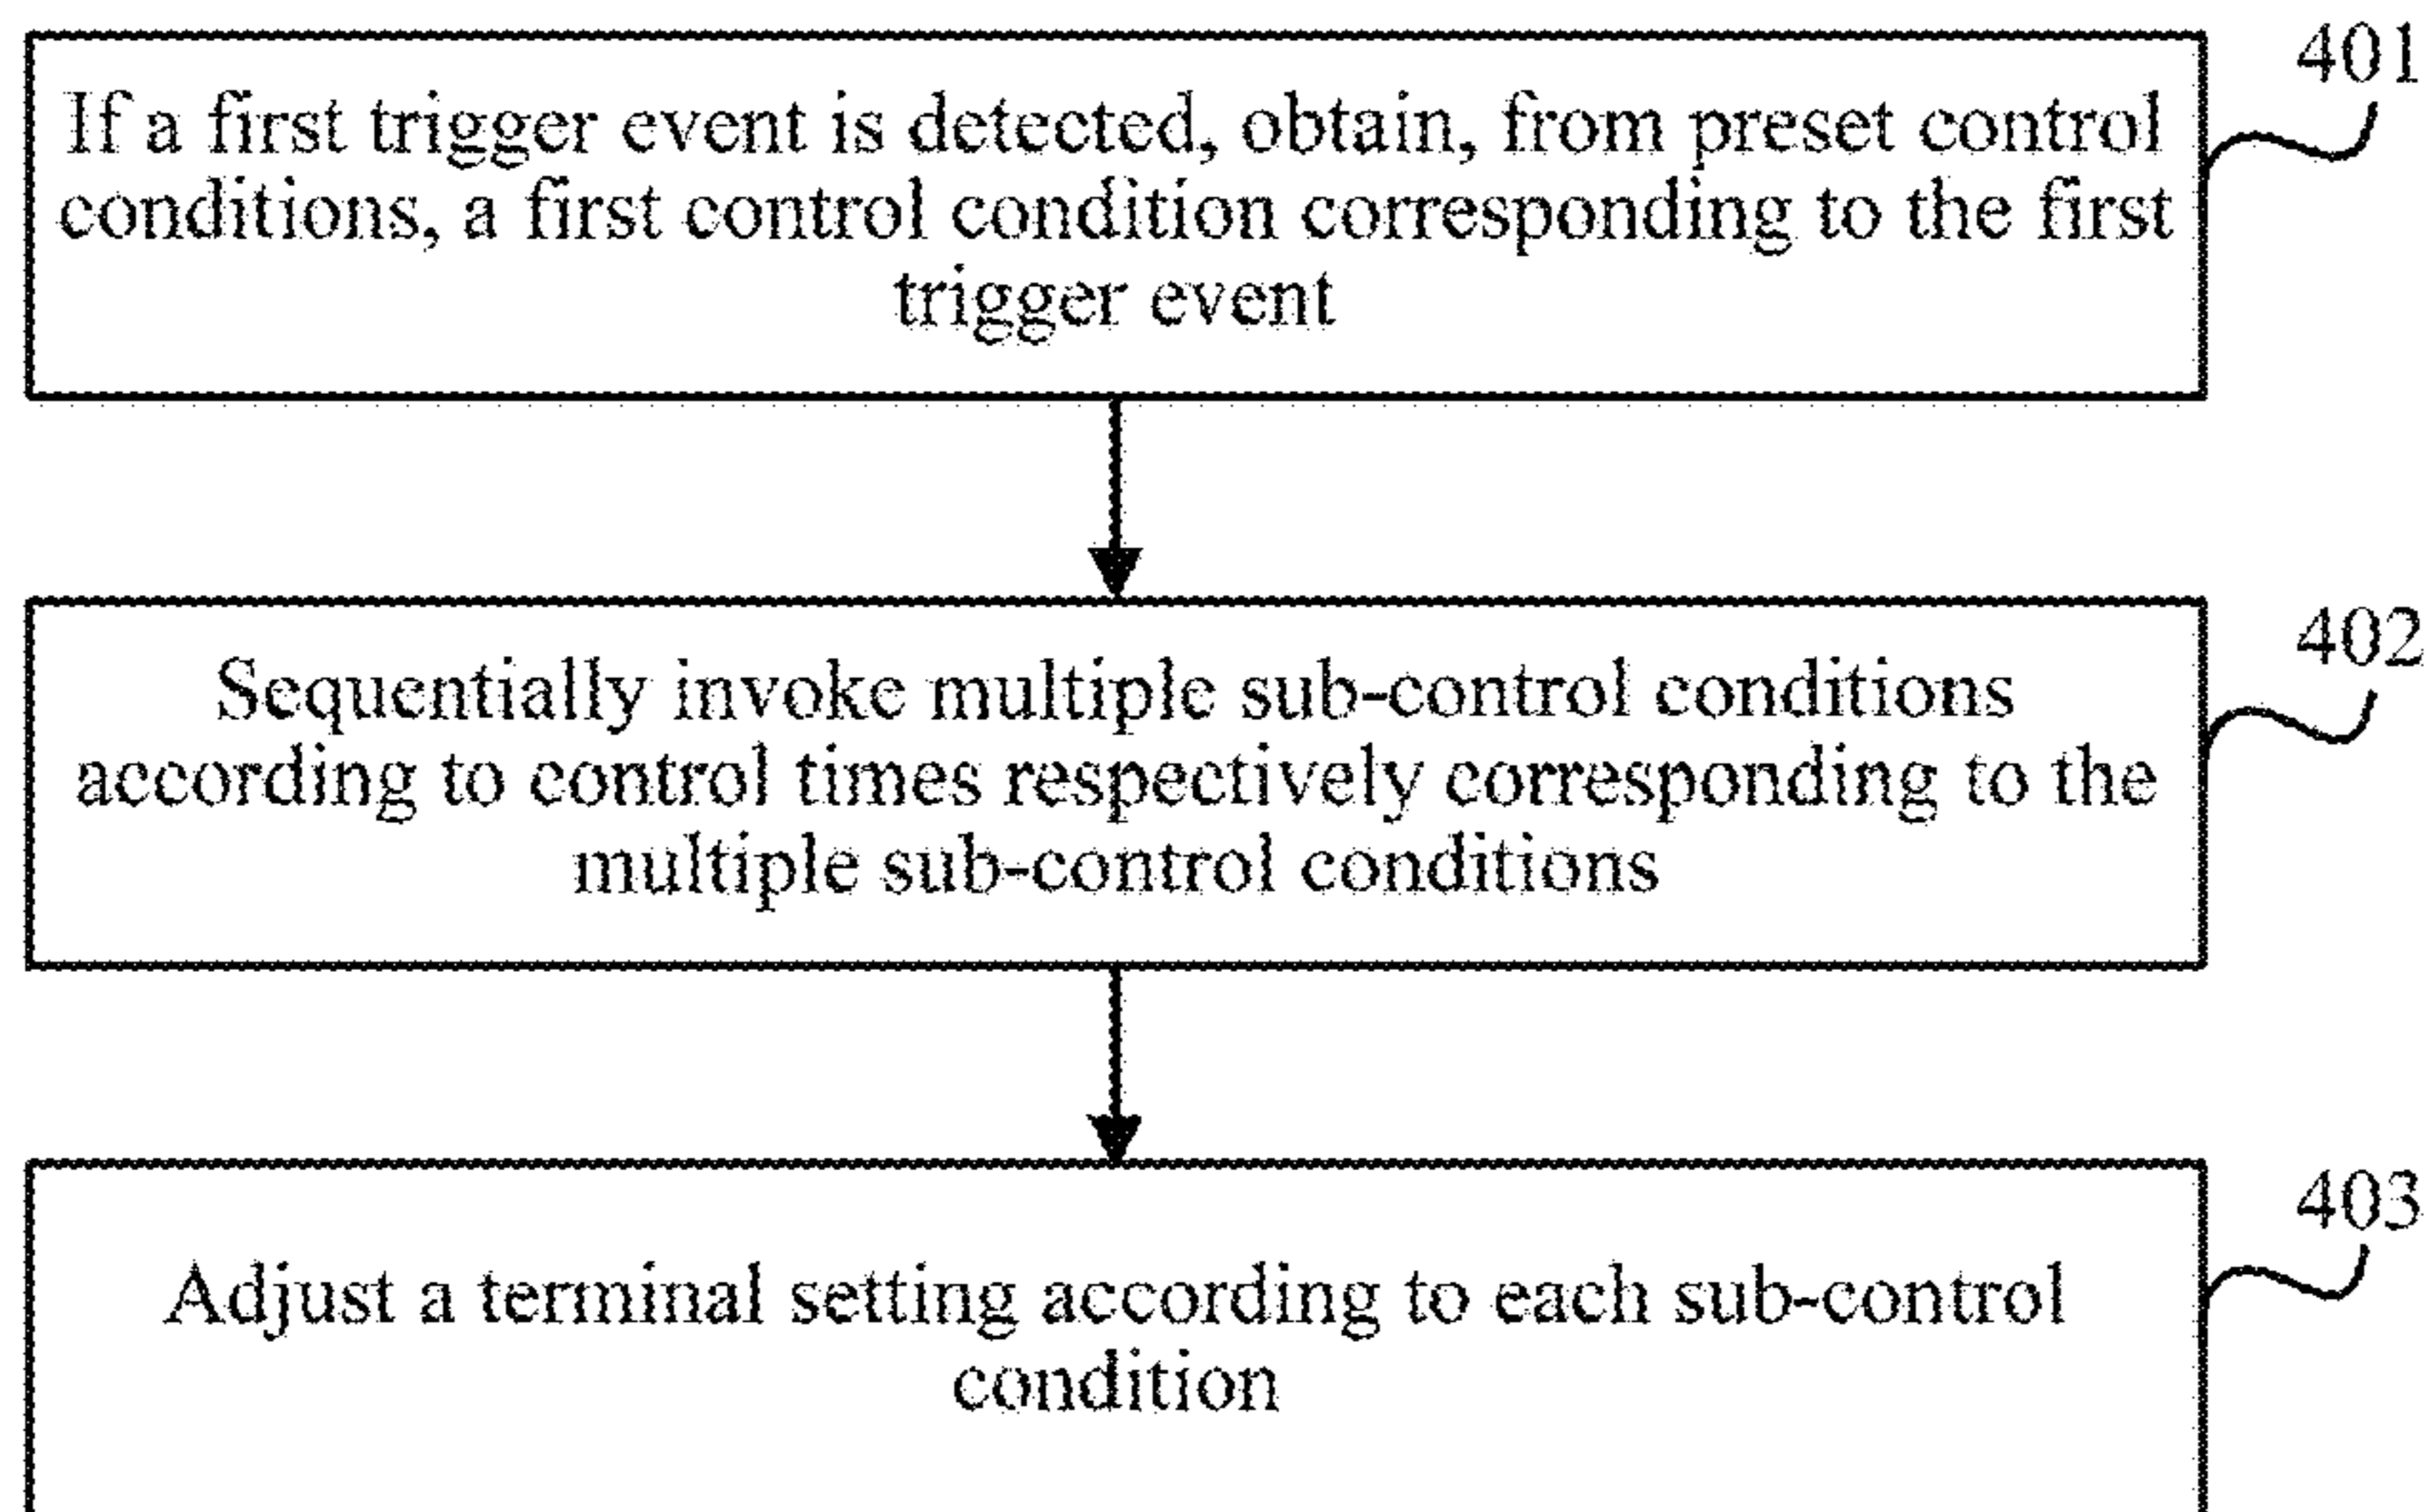 401
If a first trigger event is detected, obtain, from preset control
conditions, a first control condition corresponding to the first
trigger event
402
Sequentially invoke multiple sub-control conditions
according to control times respectively corresponding to the
multiple sub-control conditions
403
Adjust a terminal setting according to each sub-control
condition